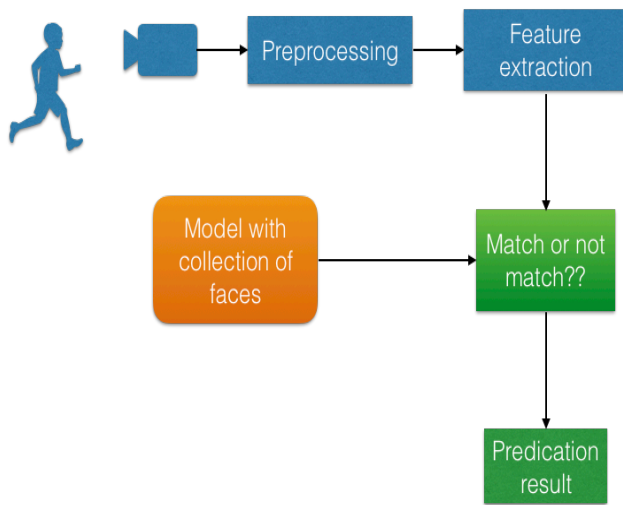 Preprocessing
Feature
extraction
Model with
collection of
faces
Match or not
match??
Predication
result